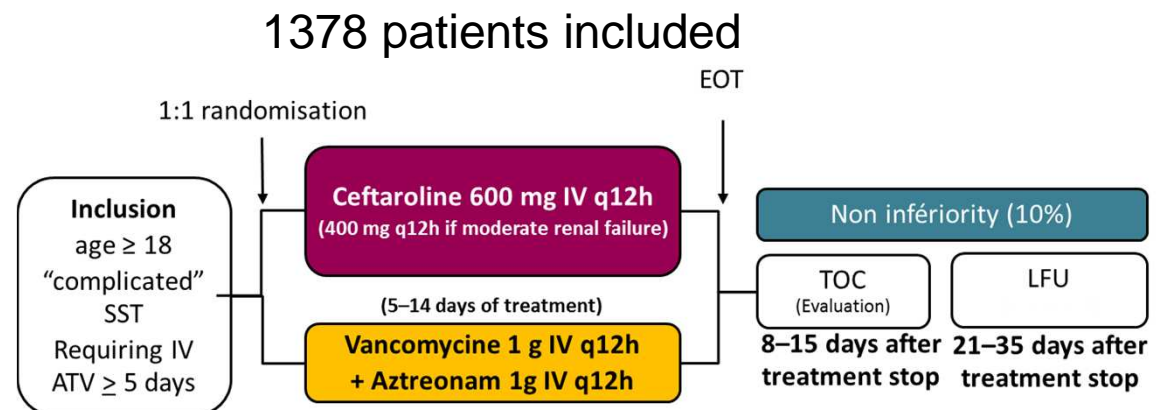 1378 patients included
EOT
1:1 randomisation
Inclusion
age ≥ 18
“complicated”
SST
Requiring IV
ATV ≥ 5 days
Ceftaroline 600 mg IV q12h
(400 mg q12h if moderate renal failure)
(5–14 days of treatment)
Vancomycine 1 g IV q12h
+ Aztreonam 1g IV q12h
Non infériority (10%)
TOC
(Evaluation)
8–15 days after
treatment stop
LFU
21–35 days after
treatment stop